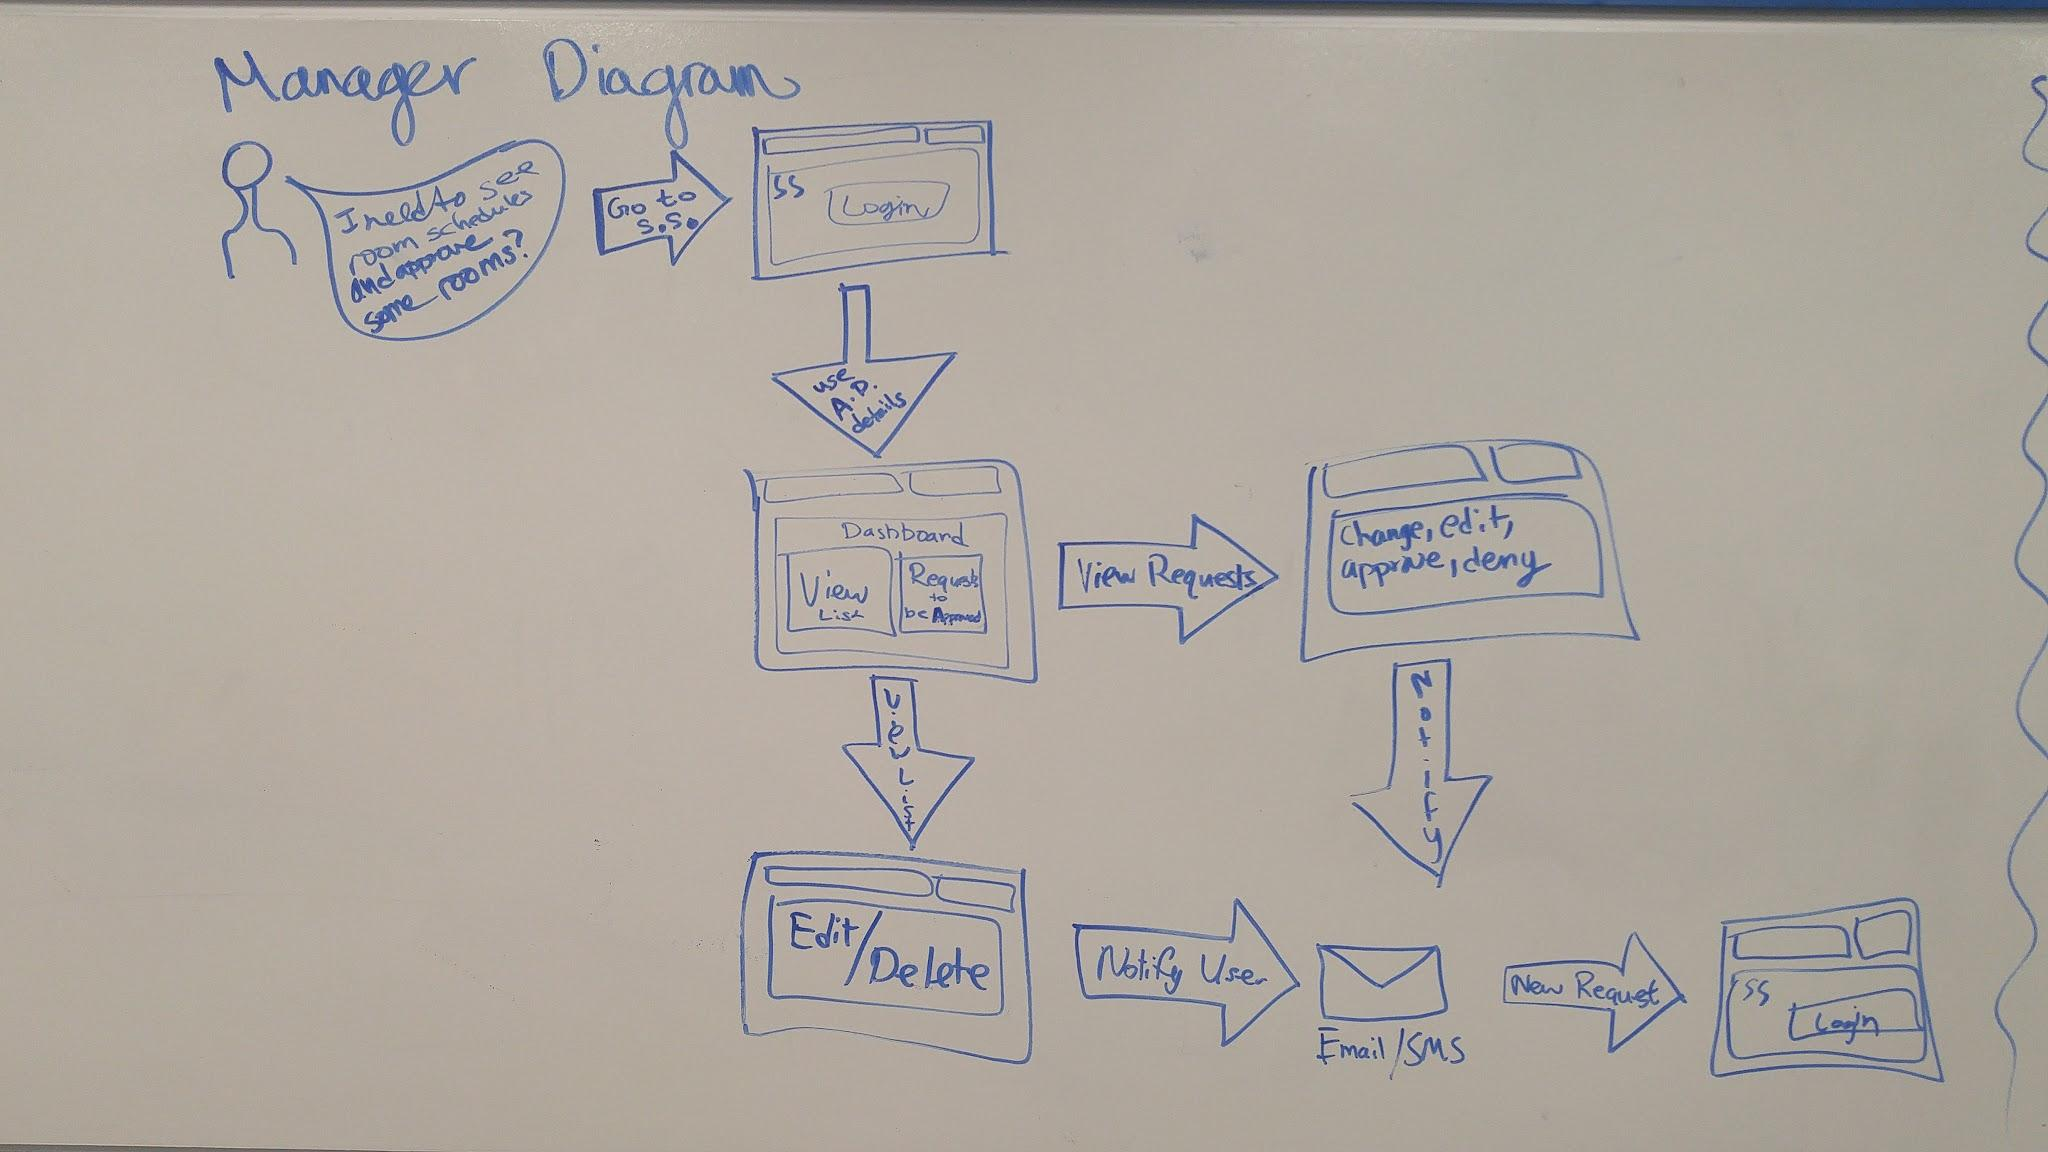 Manager Diagram
I need to see
room schedules
and approve
some rooms?
Go to
s.s.
SS
Login
use
A.D.
details
Dashboard
View
List
Requests
to
be Approved
View Requests
Change, edit,
approve, deny
View List
Notify
Edit/Delete
Notify User
Email/SMS
New Request
SS
Login